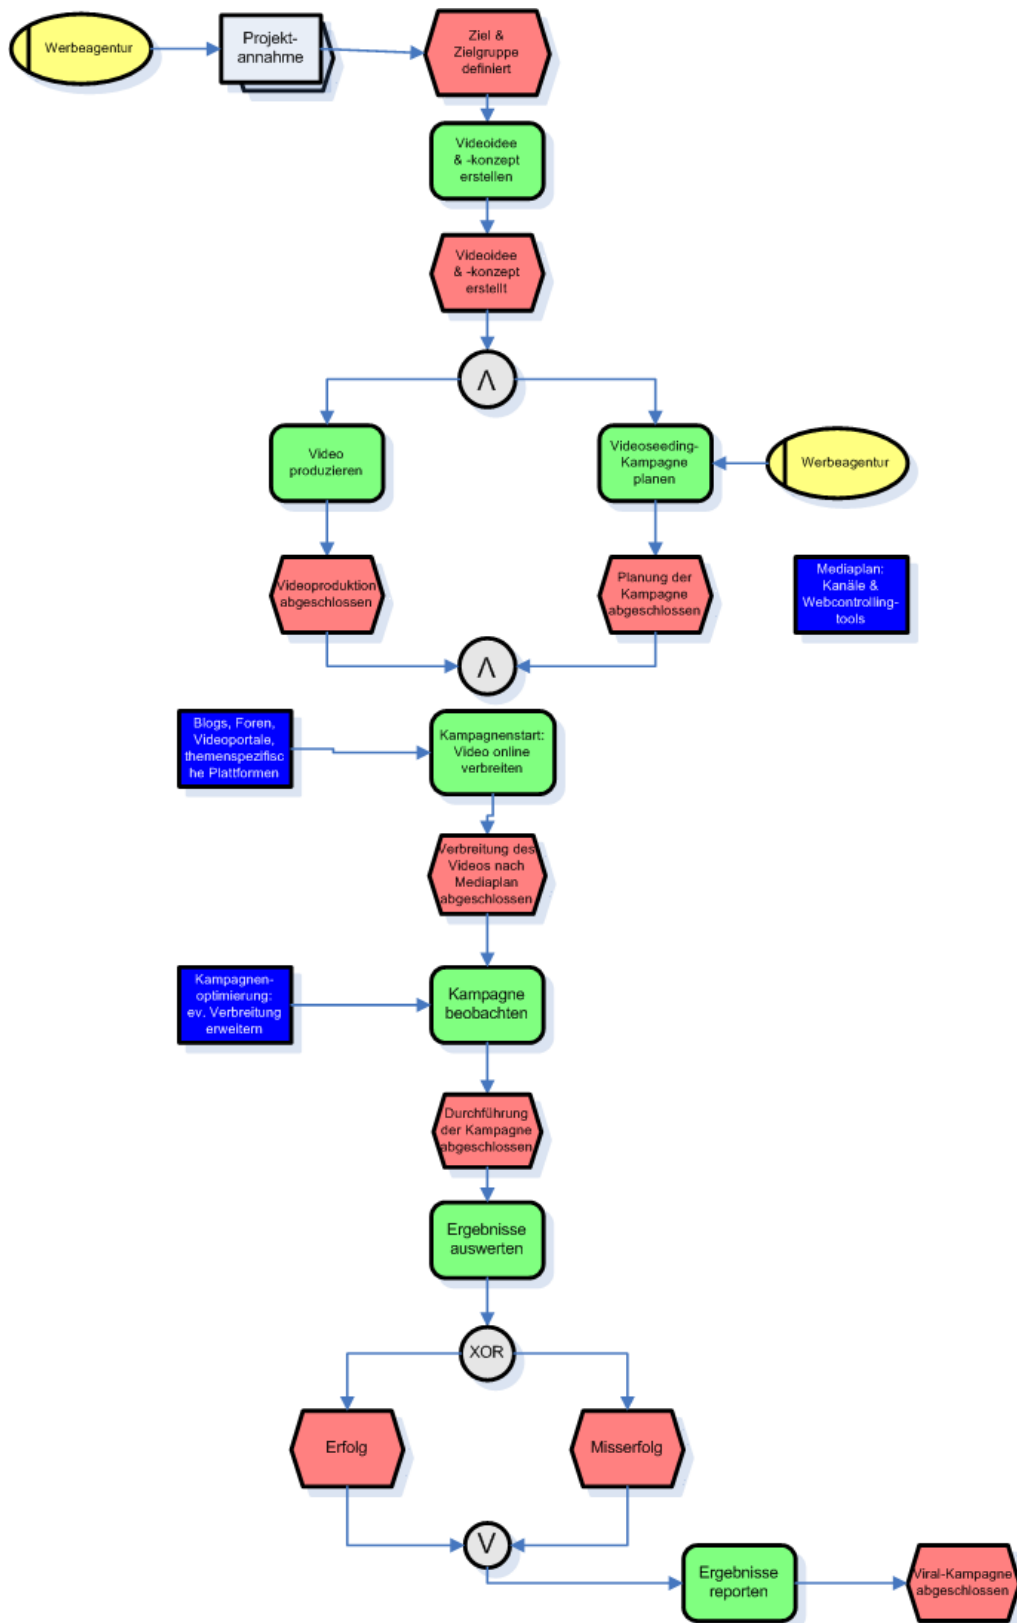 Werbeagentur
Projekt-
annahme
Ziel &
Zielgruppe
definiert
Videoidee
& -konzept
erstellen
Videoidee
& -konzept
erstellt
Λ
Video
produzieren
Videoseeding-
Kampagne
planen
Werbeagentur
Videoproduktion
abgeschlossen
Planung der
Kampagne
abgeschlossen
Mediaplan:
Kanäle &
Webcontrolling-
tools
Λ
Blogs, Foren,
Videoportale,
themenspezifis
che Plattformen
Kampagnenstart:
Video online
verbreiten
Verbreitung des
Videos nach
Mediaplan
abgeschlossen
Kampagnen-
optimierung:
ev. Verbreitung
erweitern
Kampagne
beobachten
Durchführung
der Kampagne
abgeschlossen
Ergebnisse
auswerten
XOR
Erfolg
Misserfolg
V
Ergebnisse
reporten
Viral-Kampagne
abgeschlossen